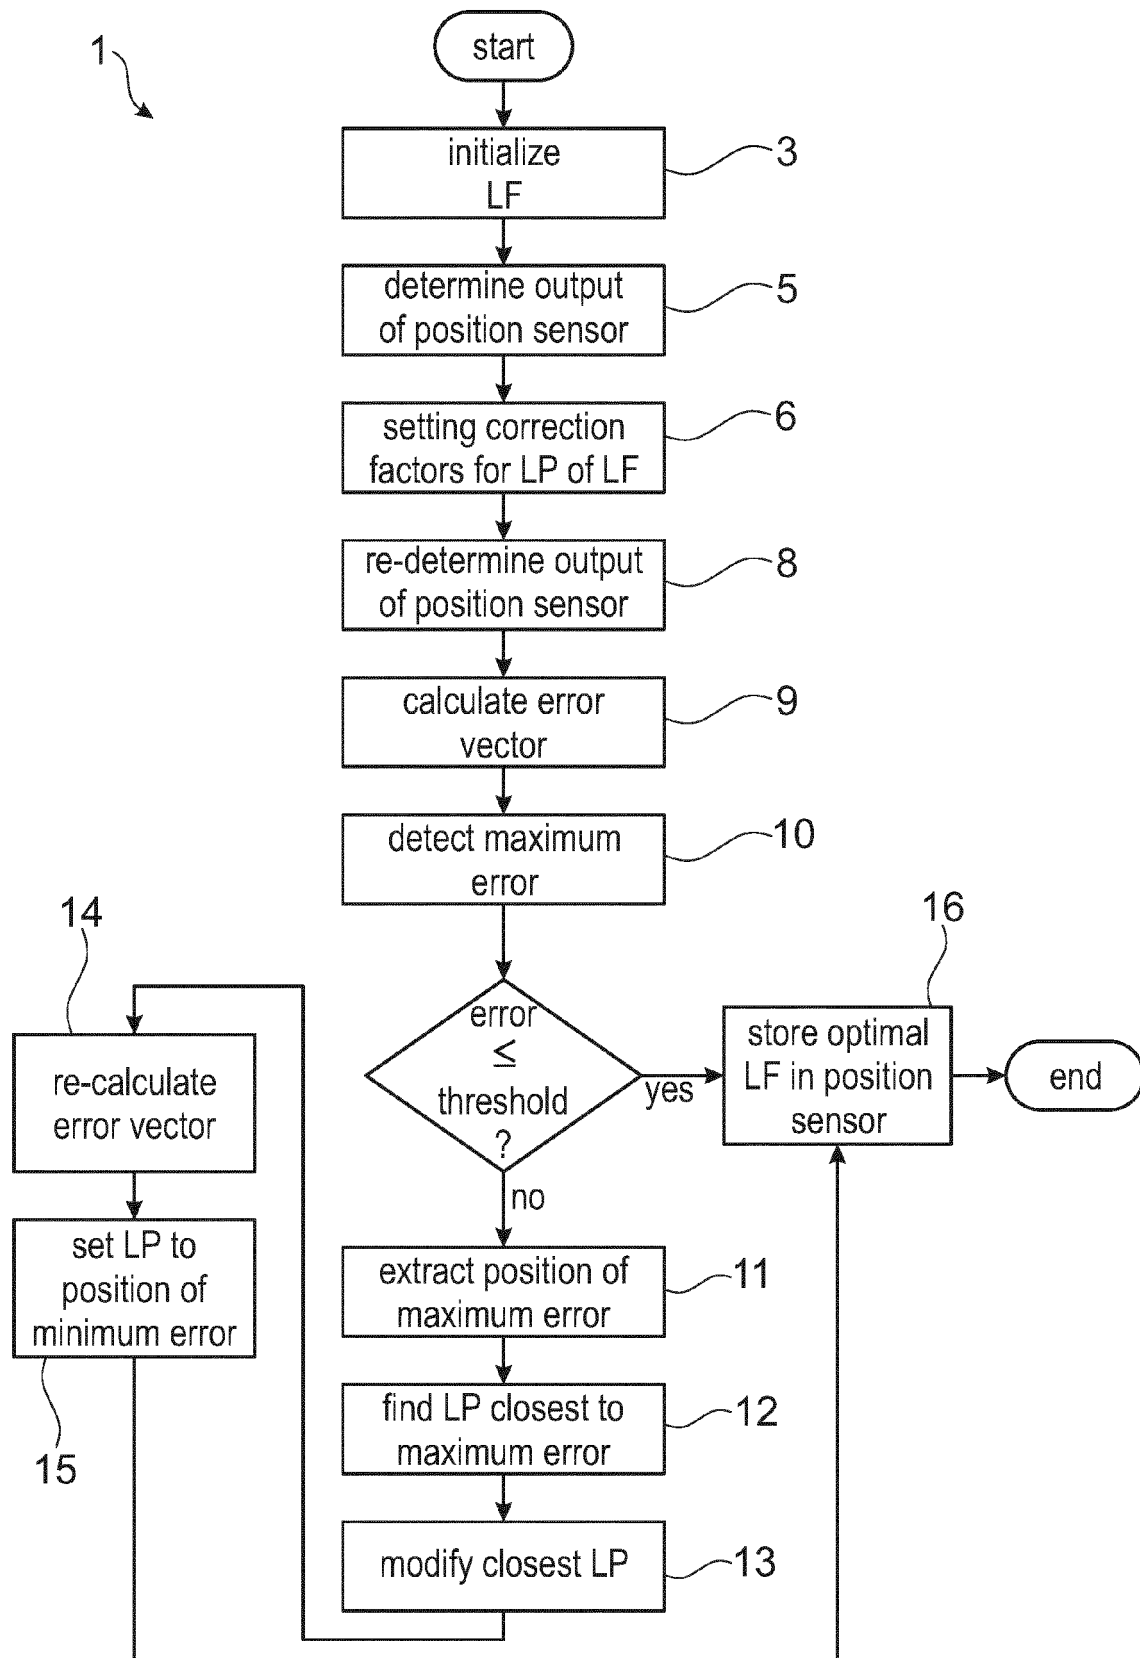 1
start
initialize
LF
3
determine output
of position sensor
5
setting correction
factors for LP of LF
6
re-determine output
of position sensor
8
calculate error
vector
9
detect maximum
error
10
error
≤
threshold
?
yes
no
16
store optimal
LF in position
sensor
end
extract position of
maximum error
11
find LP closest to
maximum error
12
modify closest LP
13
14
re-calculate
error vector
set LP to
position of
minimum error
15